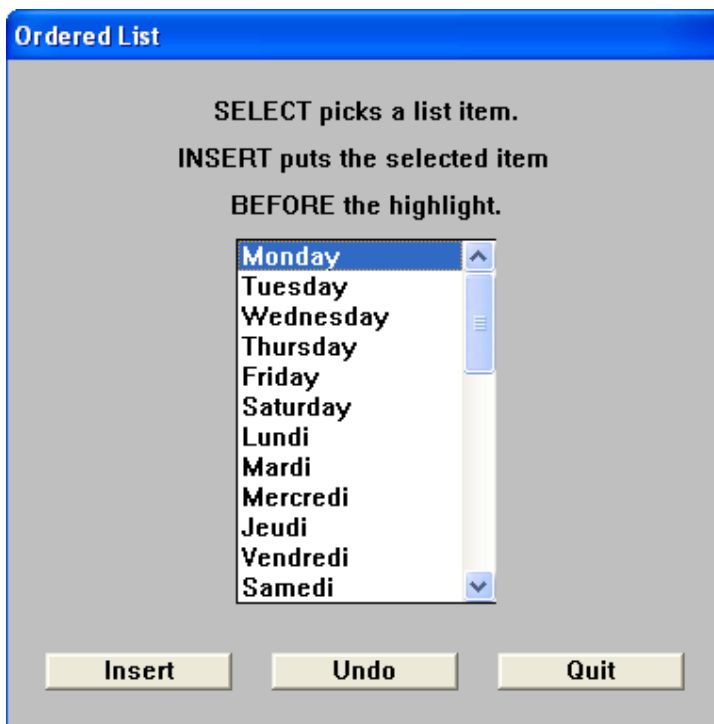 Ordered List
SELECT picks a list item.
INSERT puts the selected item
BEFORE the highlight.
Monday
Tuesday
Wednesday
Thursday
Friday
Saturday
Lundi
Mardi
Mercredi
Jeudi
Vendredi
Samedi
Insert Undo Quit